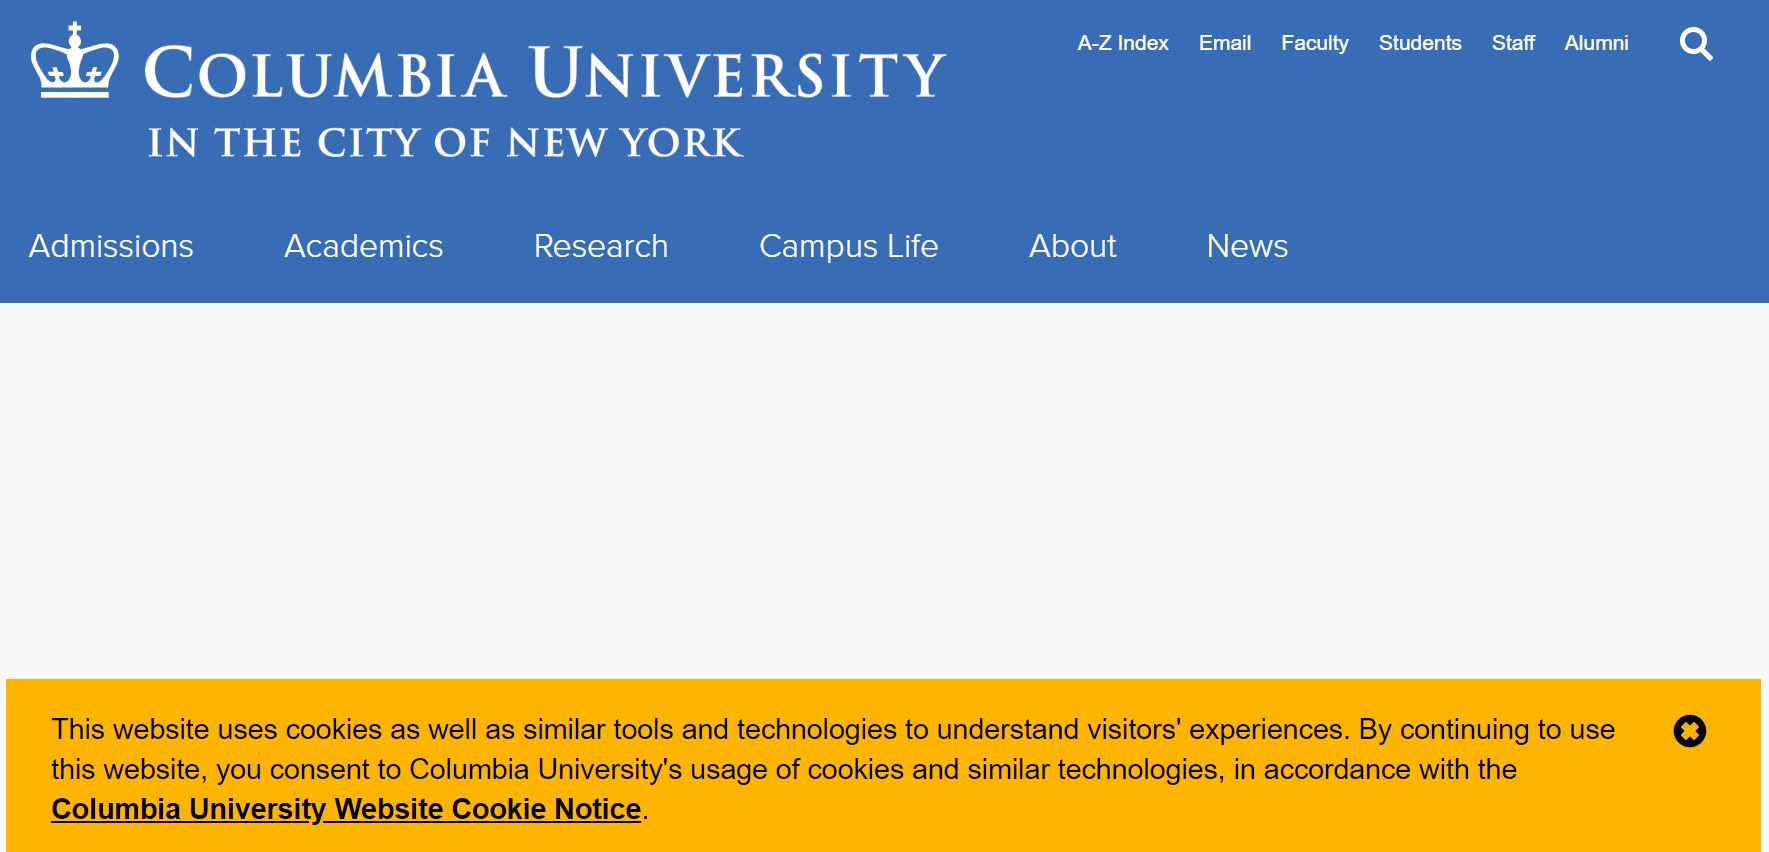 COLUMBIA UNIVERSITY
IN THE CITY OF NEW YORK
A-Z Index Email Faculty Students Staff Alumni
Admissions Academics Research Campus Life About News
This website uses cookies as well as similar tools and technologies to understand visitors' experiences. By continuing to use
this website, you consent to Columbia University's usage of cookies and similar technologies, in accordance with the
Columbia University Website Cookie Notice.